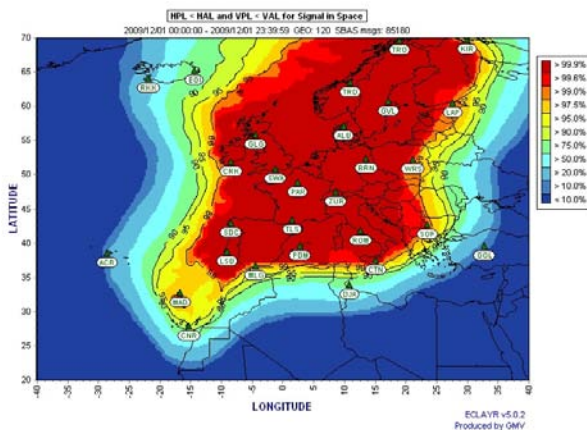 HPL < HAL and VPL < VAL for Signal in Space
2009/12/01 00:00:00 - 2009/12/01 23:39:59 GEO: 120 SBAS msgs: 85180
LATITUDE
70
65
60
55
50
45
40
35
30
25
20
TRO
KIR
RKK
EGI
TRD
GVL
LAP
ALB
GLG
CRK
SWA
BRN
WRS
PAR
ZUR
SDC
TLS
ROM
SOF
ACR
LSB
PDM
GOL
MLG
CTN
DJR
MAD
CNR
-40 -35 -30 -25 -20 -15 -10 -5 0 5 10 15 20 25 30 35 40
LONGITUDE
> 99.9%
> 99.6%
> 99.0%
> 97.5%
> 95.0%
> 90.0%
> 75.0%
> 50.0%
> 20.0%
> 10.0%
< 10.0%
ECLAYR v5.0.2
Produced by GMV